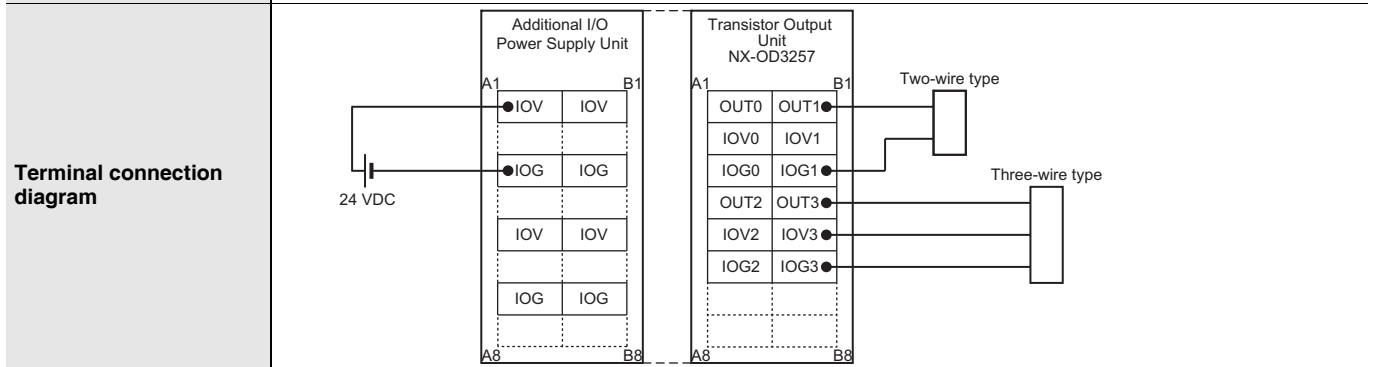 Terminal connection
diagram
24 VDC
Additional I/O
Power Supply Unit
A1 B1
IOV IOV
IOG IOG
IOV IOV
IOG IOG
A8 B8
Transistor Output
Unit
NX-OD3257
A1 B1
OUT0 OUT1
IOV0 IOV1
IOG0 IOG1
OUT2 OUT3
IOV2 IOV3
IOG2 IOG3
A8 B8
Two-wire type
Three-wire type